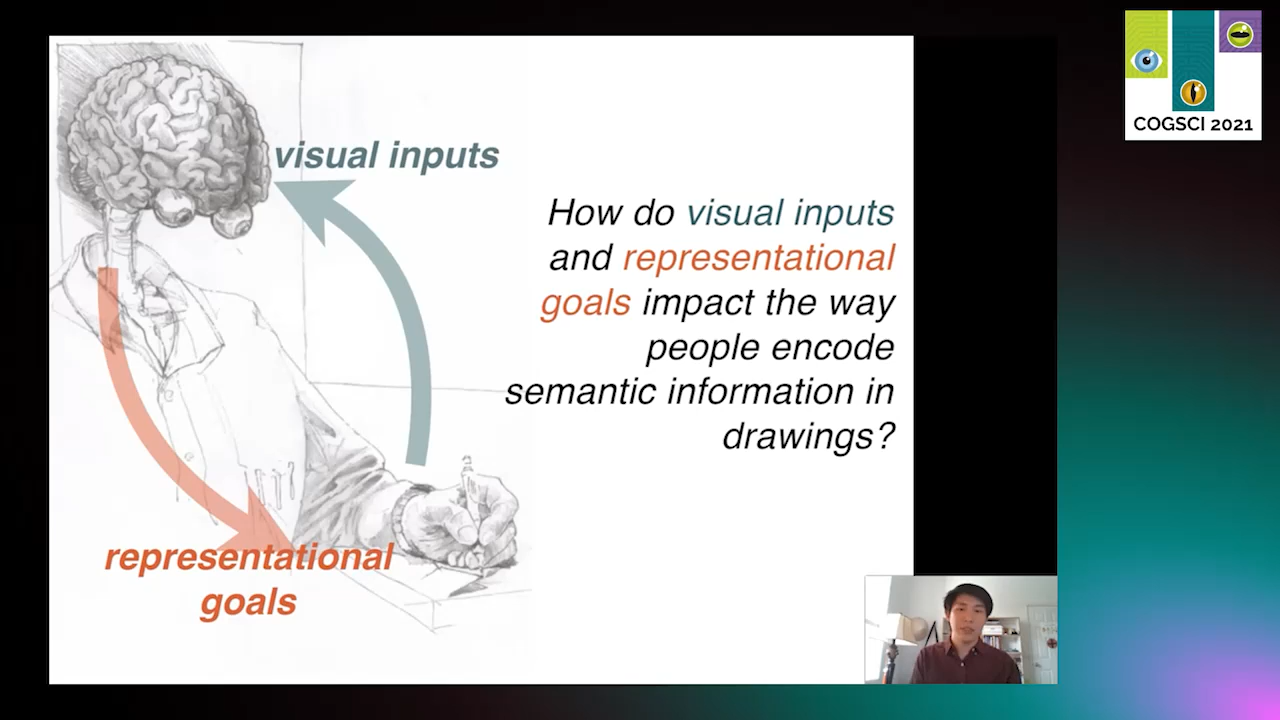 COGSCI 2021
visual inputs
How do visual inputs
and representational
goals impact the way
people encode
semantic information in
drawings?
representational
goals